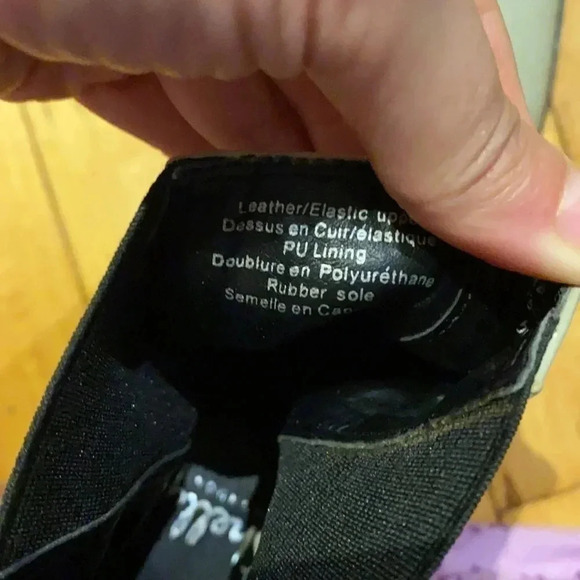 Leather/Elastic
Dessus en Cuir/élastique
PU Lining
Doublure en Polyuréthane
Rubber sole
Semelle en